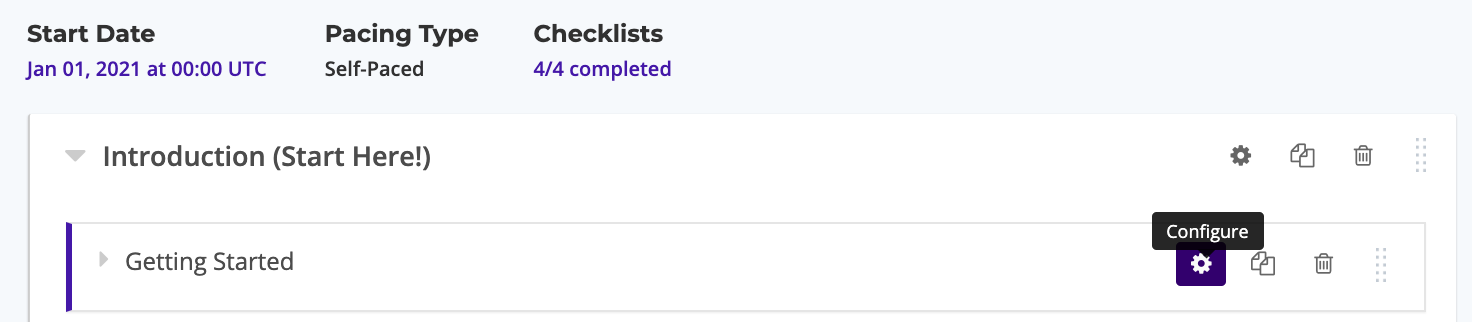 Start Date
Pacing Type
Checklists
Jan 01, 2021 at 00:00 UTC
Self-Paced
4/4 completed
Introduction (Start Here!)
Configure
Getting Started